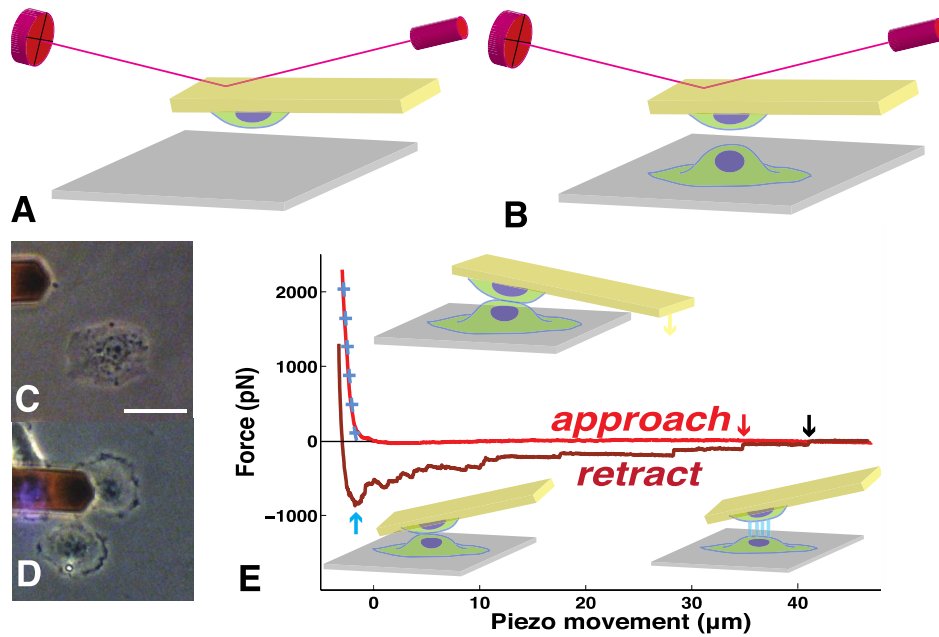 A
B
C
D
E
2000
1000
0
−1000
Force (pN)
approach
retract
0
10
20
30
40
Piezo movement (μm)